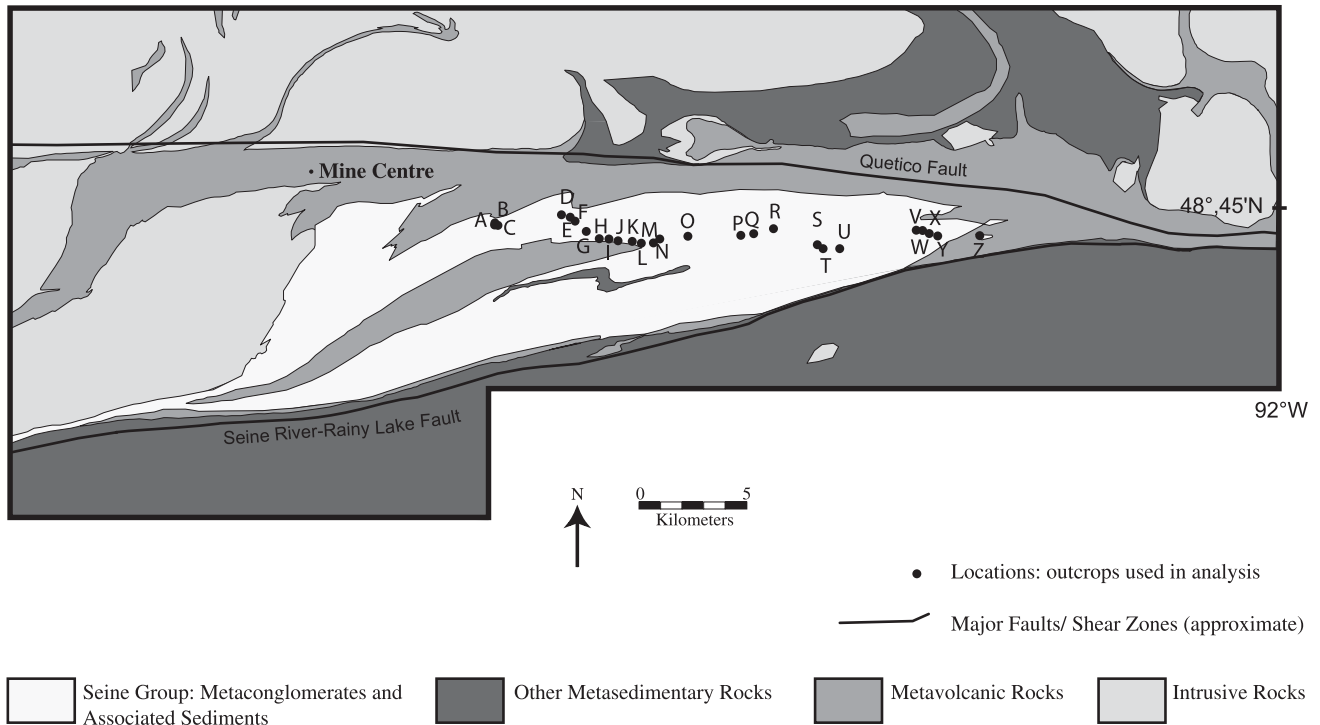 Quetico Fault
Mine Centre
48°,45'N
A
B
C
D
E
F
G
H
I
J
K
L
M
N
O
P
Q
R
S
T
U
V
W
X
Y
Z
92°W
Seine River-Rainy Lake Fault
N
0 5
Kilometers
Locations: outcrops used in analysis
Major Faults/ Shear Zones (approximate)
Seine Group: Metaconglomerates and
Associated Sediments
Other Metasedimentary Rocks
Metavolcanic Rocks
Intrusive Rocks